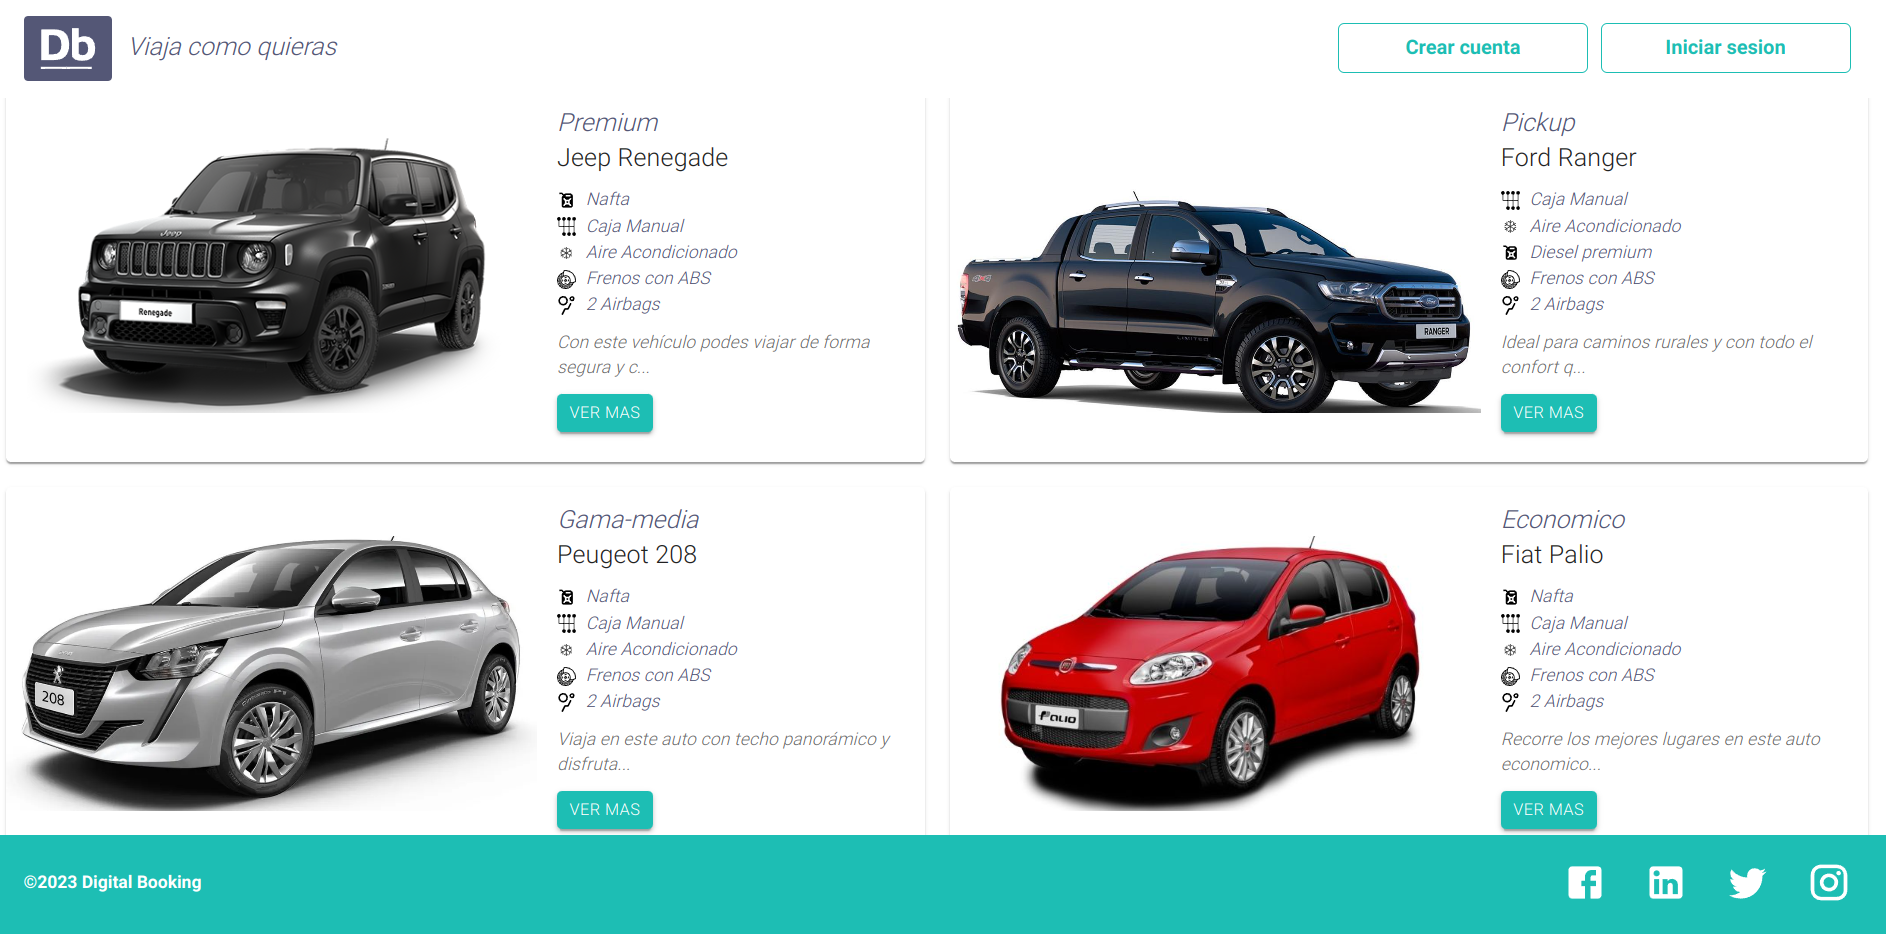 Db
Viaja como quieras
Crear cuenta
Iniciar sesion
Premium
Jeep Renegade
Nafta
Caja Manual
Aire Acondicionado
Frenos con ABS
2 Airbags
Con este vehículo podes viajar de forma
segura y c...
VER MAS
Jeep
Renegade
Pickup
Ford Ranger
Caja Manual
Aire Acondicionado
Diesel premium
Frenos con ABS
2 Airbags
Ideal para caminos rurales y con todo el
confort q...
VER MAS
4x4
LIMITED
Ford
RANGER
Gama-media
Peugeot 208
Nafta
Caja Manual
Aire Acondicionado
Frenos con ABS
2 Airbags
Viaja en este auto con techo panorámico y
disfruta...
VER MAS
208
Economico
Fiat Palio
Nafta
Caja Manual
Aire Acondicionado
Frenos con ABS
2 Airbags
Recorre los mejores lugares en este auto
economico...
VER MAS
PALIO
©2023 Digital Booking